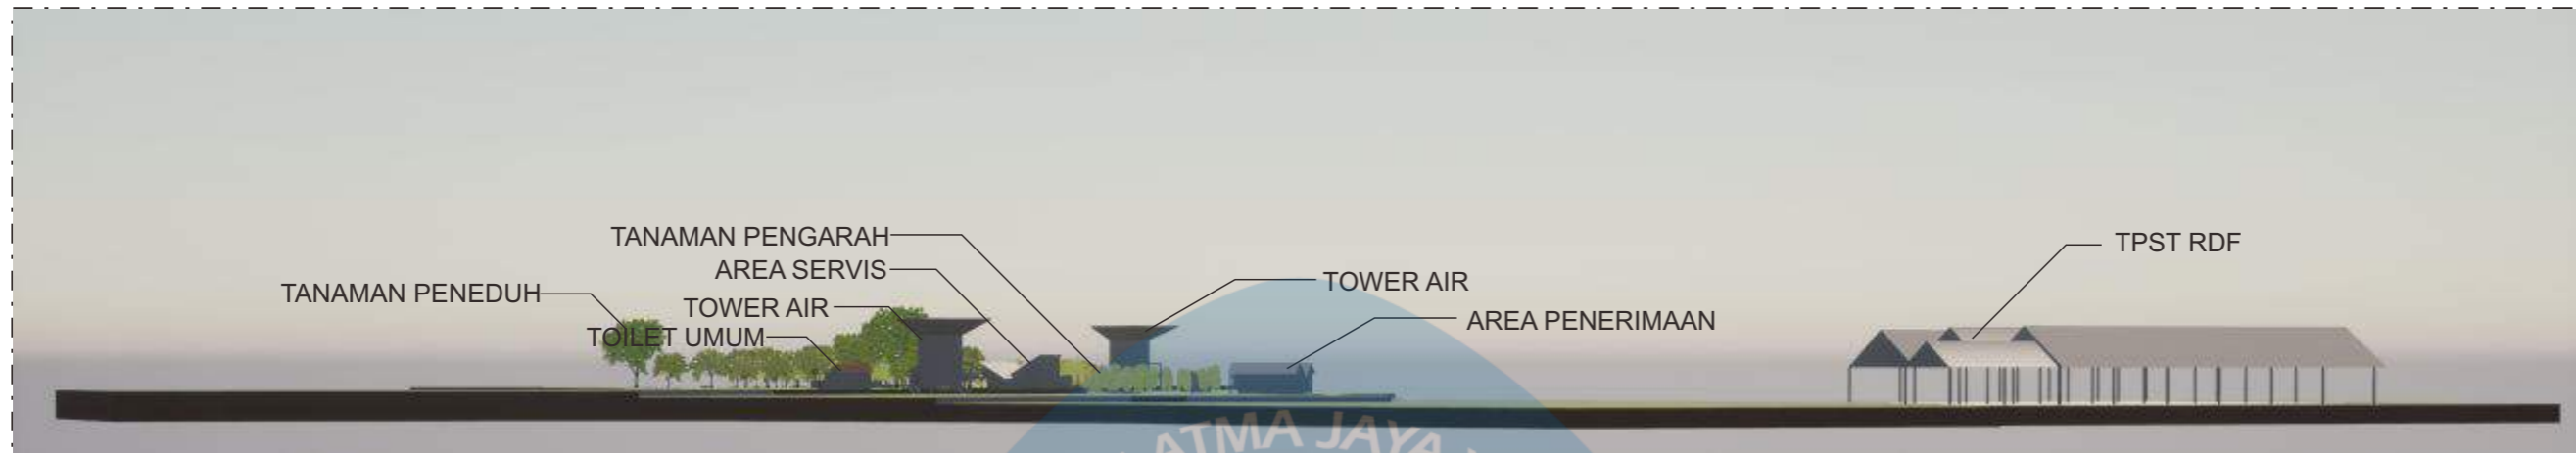 TANAMAN PENGARAH
AREA SERVIS
TANAMAN PENEDUH
TOWER AIR
TOILET UMUM
TOWER AIR
AREA PENERIMAAN
TPST RDF
ATMA JAYA